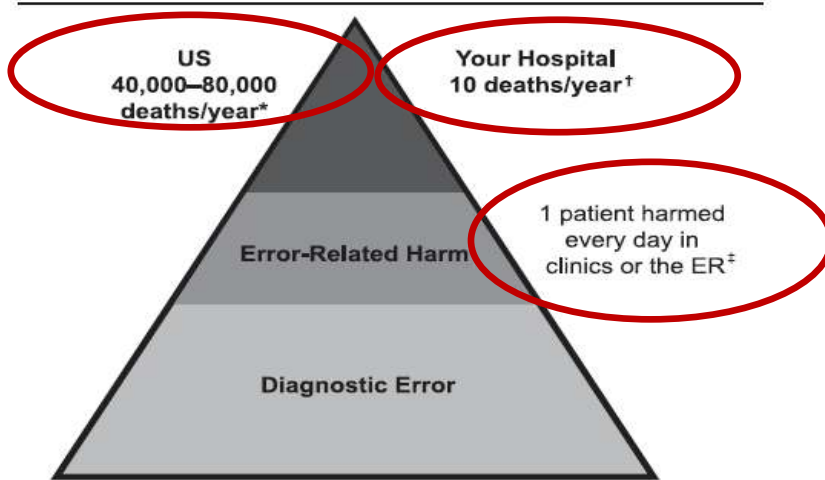 US
40,000–80,000
deaths/year*
Your Hospital
10 deaths/year†
1 patient harmed
every day in
clinics or the ER‡
Error-Related Harm
Diagnostic Error